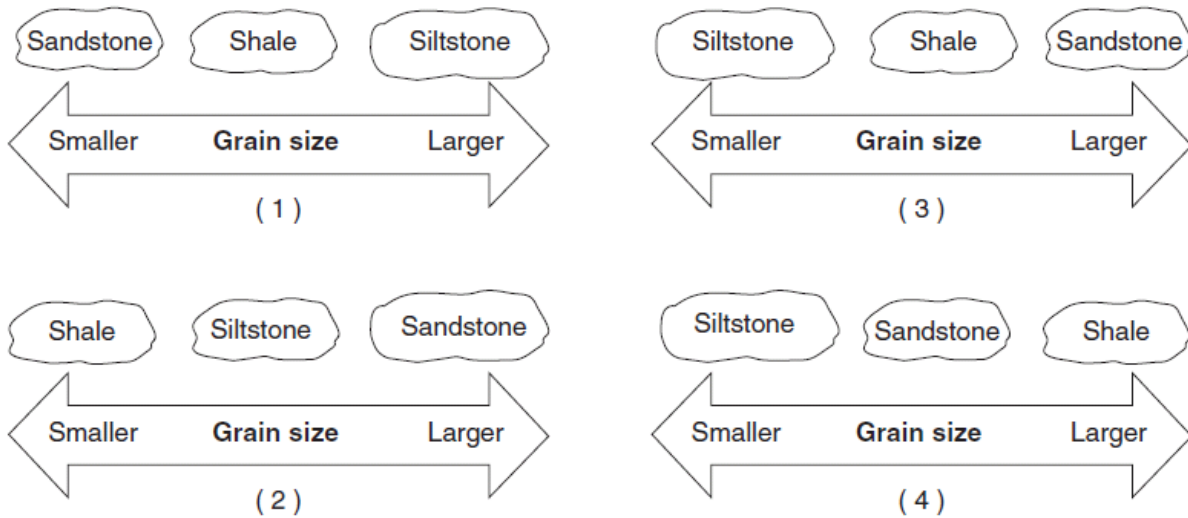 Sandstone Shale Siltstone
Smaller Grain size Larger
( 1 )
Siltstone Shale Sandstone
Smaller Grain size Larger
( 3 )
Shale Siltstone Sandstone
Smaller Grain size Larger
( 2 )
Siltstone Sandstone Shale
Smaller Grain size Larger
( 4 )